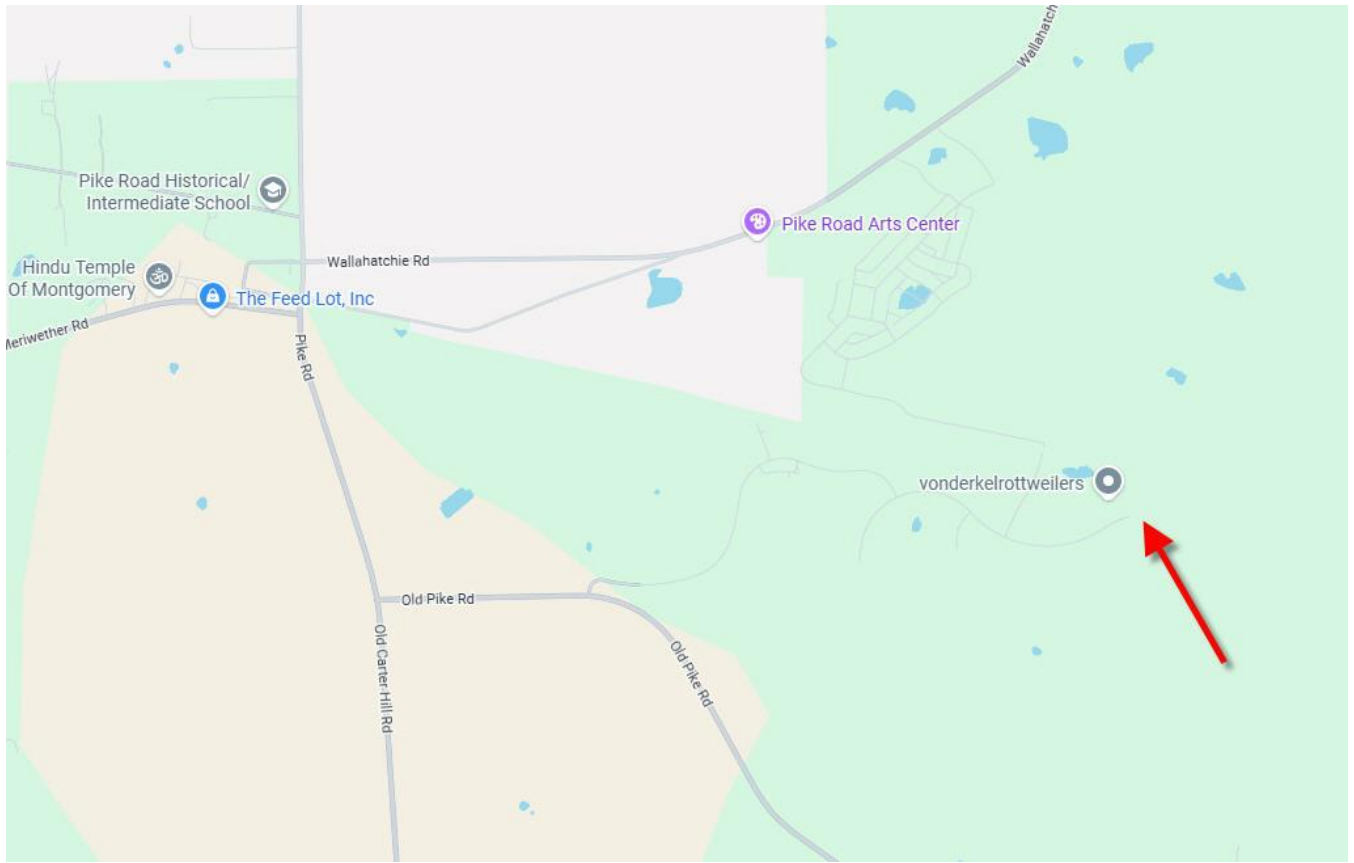 Wallahatch
Pike Road Historical/
Intermediate School
Pike Road Arts Center
Wallahatchie Rd
Hindu Temple
Of Montgomery
The Feed Lot, Inc
Meriwether Rd
Pike Rd
vonderkelrottweilers
Old Pike Rd
Old Carter Hill Rd
Old Pike Rd